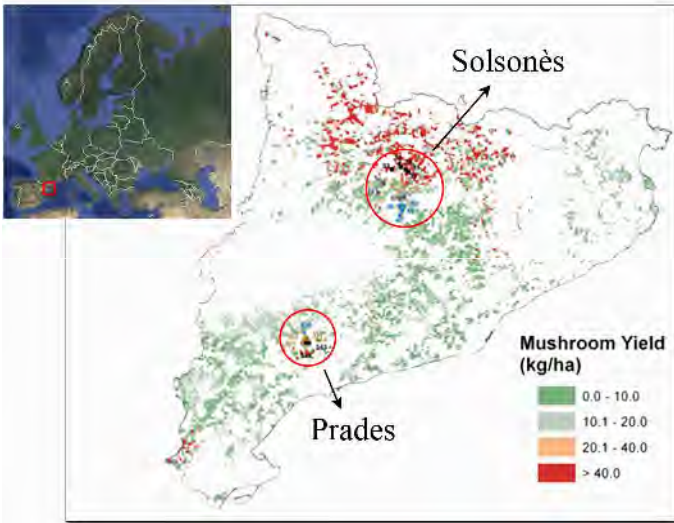 Solsonès
Prades
Mushroom Yield
(kg/ha)
0.0 - 10.0
10.1 - 20.0
20.1 - 40.0
> 40.0